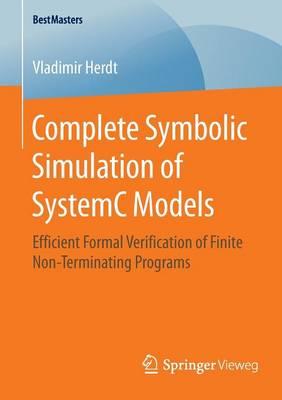 BestMasters
Vladimir Herdt
Complete Symbolic
Simulation of
SystemC Models
Efficient Formal Verification of Finite
Non-Terminating Programs
Springer Vieweg